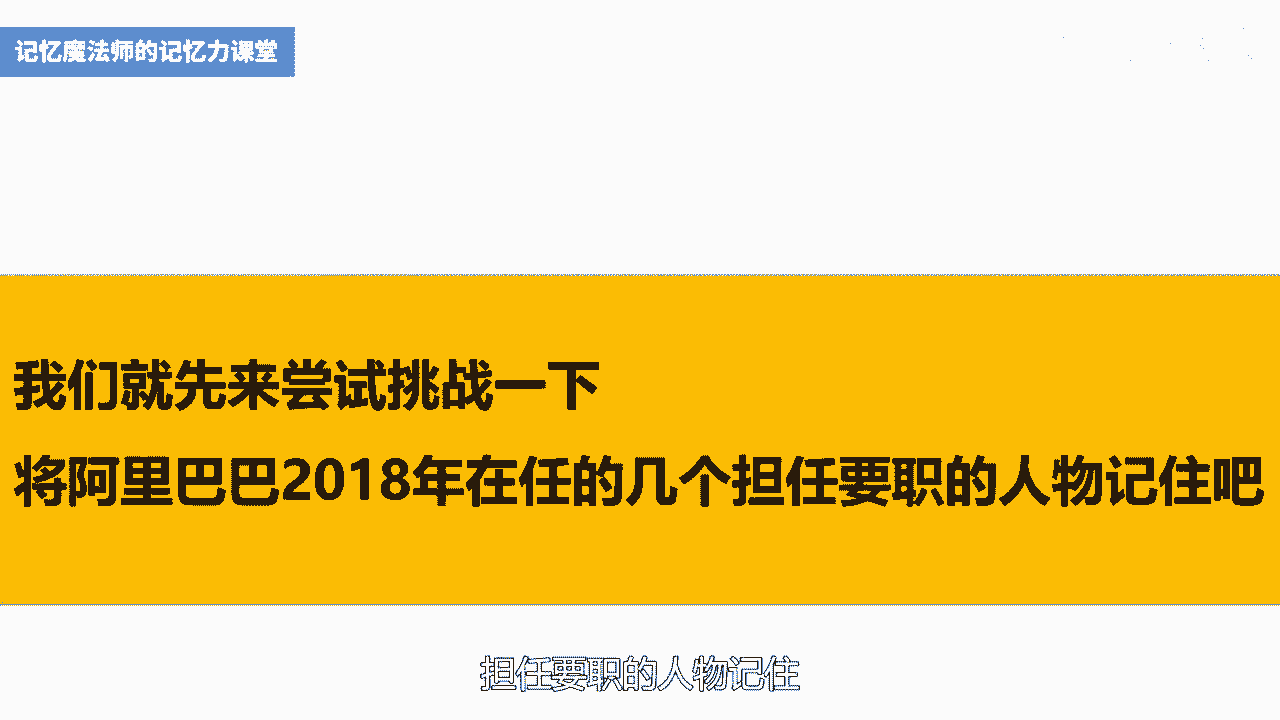 记忆魔法师的记忆力课堂
我们就先来尝试挑战一下
将阿里巴巴2018年在任的几个担任要职的人物记住吧
担任要职的人物记住